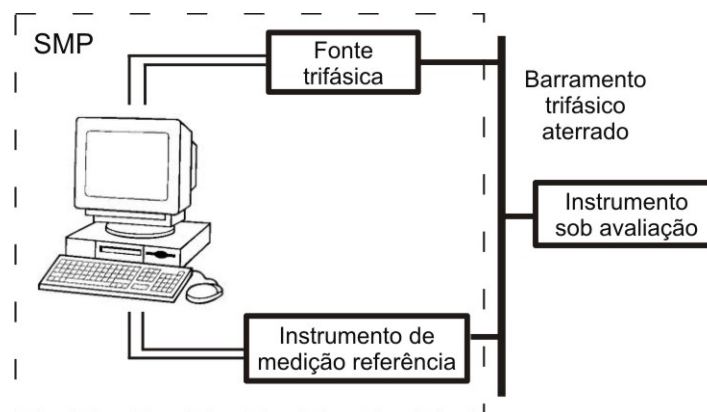 SMP
Fonte
trifásica
Barramento
trifásico
aterrado
Instrumento
sob avaliação
Instrumento de
medição referência